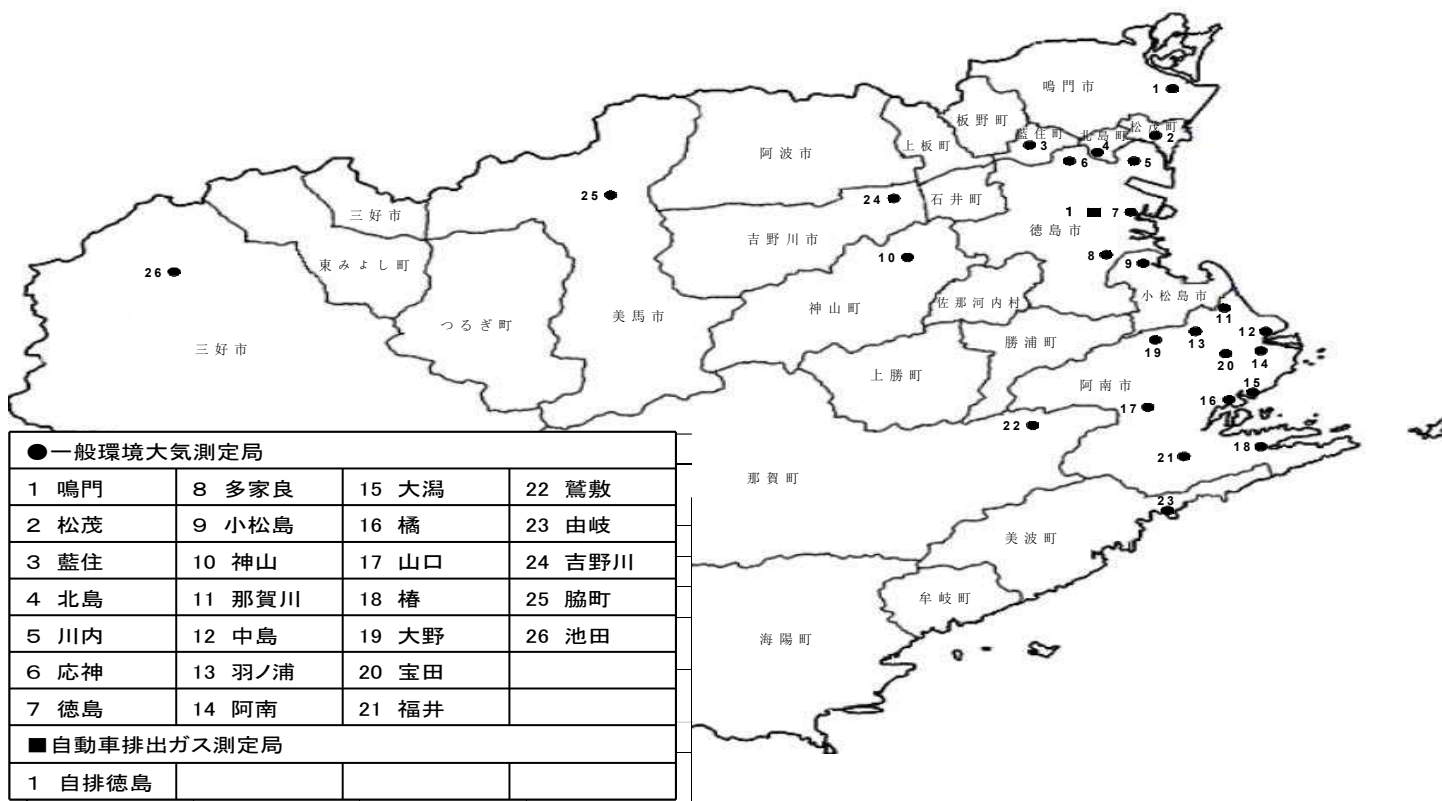 鳴門市
1
板野町
藍住町
北島町
松茂町
2
3
4
5
6
阿波市
上板町
石井町
25
24
三好市
吉野川市
1
7
徳島市
東みよし町
26
10
8
9
小松島市
神山町
佐那河内村
つるぎ町
美馬市
11
12
三好市
勝浦町
19
13
20
14
上勝町
阿南市
15
16
17
22
18
21
那賀町
23
美波町
牟岐町
海陽町
●一般環境大気測定局
1 鳴門 8 多家良 15 大潟 22 鷲敷
2 松茂 9 小松島 16 橘 23 由岐
3 藍住 10 神山 17 山口 24 吉野川
4 北島 11 那賀川 18 椿 25 脇町
5 川内 12 中島 19 大野 26 池田
6 応神 13 羽ノ浦 20 宝田
7 徳島 14 阿南 21 福井
■自動車排出ガス測定局
1 自排徳島